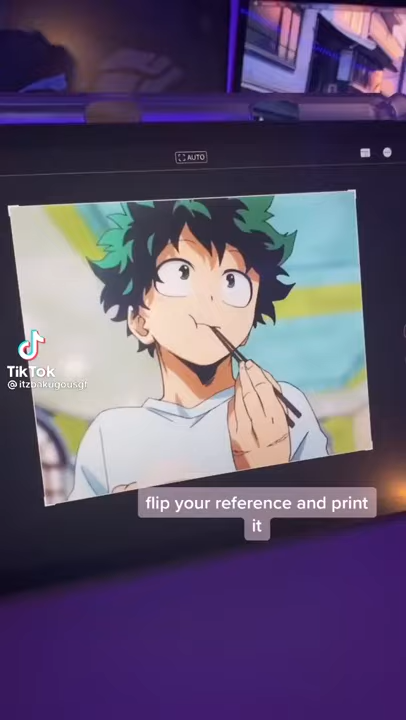 AUTO
TikTok
@itzbakugousgf
flip your reference and print
it